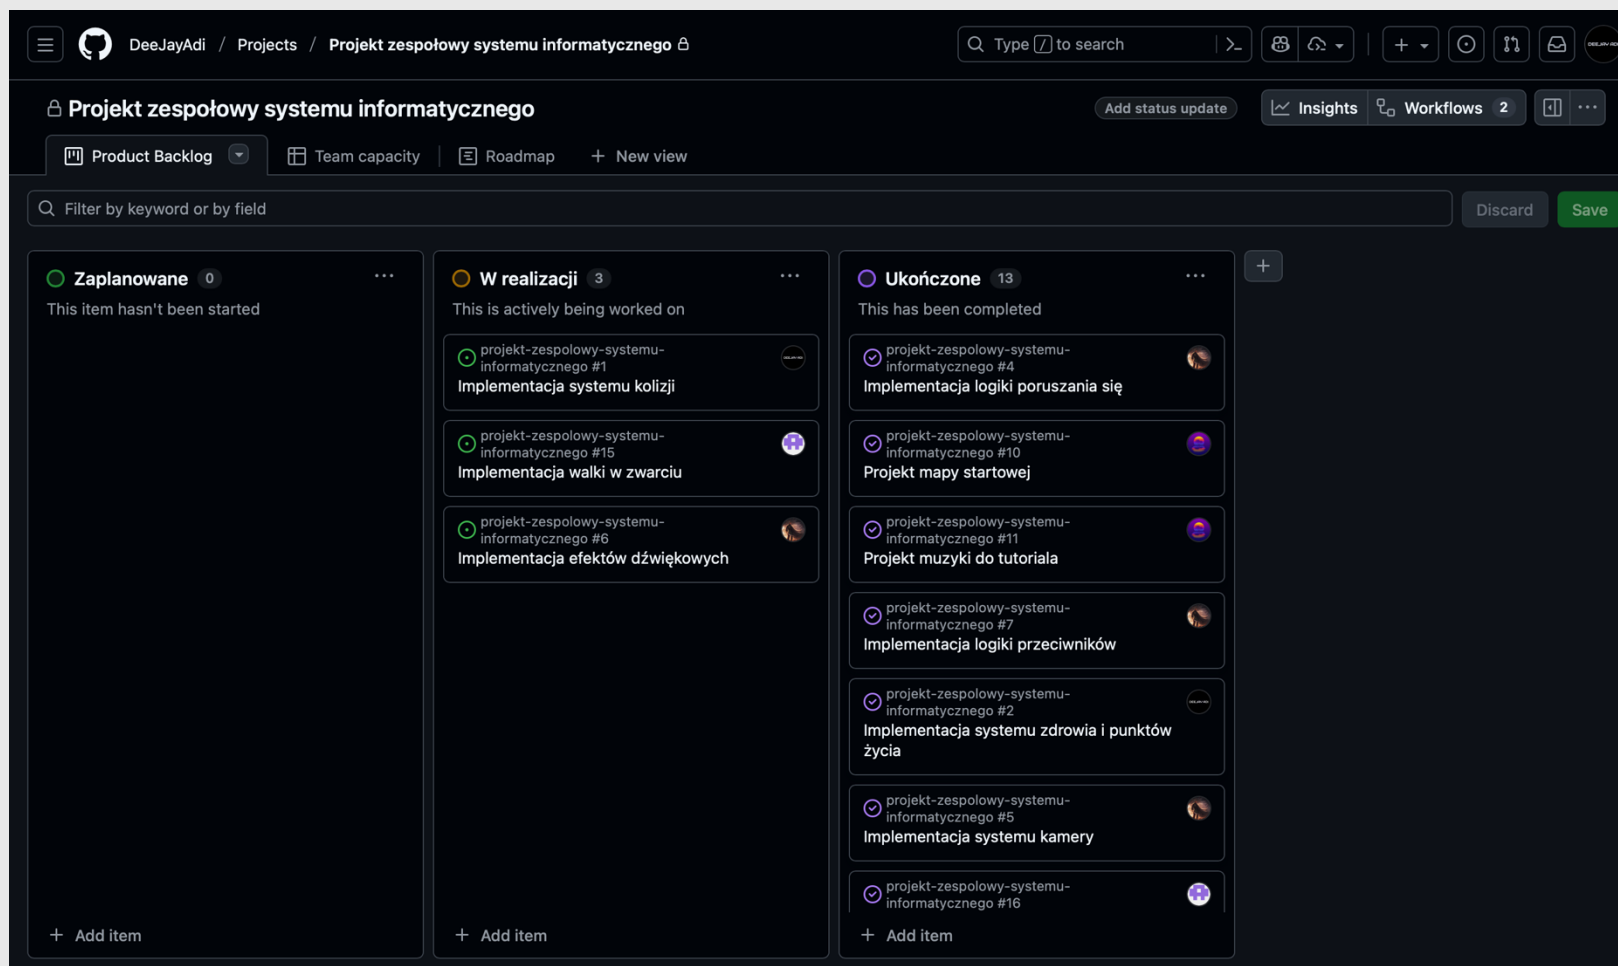 DeeJayAdi / Projects / Projekt zespołowy systemu informatycznego
Type / to search
Projekt zespołowy systemu informatycznego
Add status update
Insights
Workflows 2
Product Backlog
Team capacity
Roadmap
New view
Filter by keyword or by field
Discard
Save
Zaplanowane 0
This item hasn't been started
Add item
W realizacji 3
This is actively being worked on
projekt-zespolowy-systemu-
informatycznego #1
Implementacja systemu kolizji
projekt-zespolowy-systemu-
informatycznego #15
Implementacja walki w zwarciu
projekt-zespolowy-systemu-
informatycznego #6
Implementacja efektów dźwiękowych
Add item
Ukończone 13
This has been completed
projekt-zespolowy-systemu-
informatycznego #4
Implementacja logiki poruszania się
projekt-zespolowy-systemu-
informatycznego #10
Projekt mapy startowej
projekt-zespolowy-systemu-
informatycznego #11
Projekt muzyki do tutoriala
projekt-zespolowy-systemu-
informatycznego #7
Implementacja logiki przeciwników
projekt-zespolowy-systemu-
informatycznego #2
Implementacja systemu zdrowia i punktów
życia
projekt-zespolowy-systemu-
informatycznego #5
Implementacja systemu kamery
projekt-zespolowy-systemu-
informatycznego #16
Add item